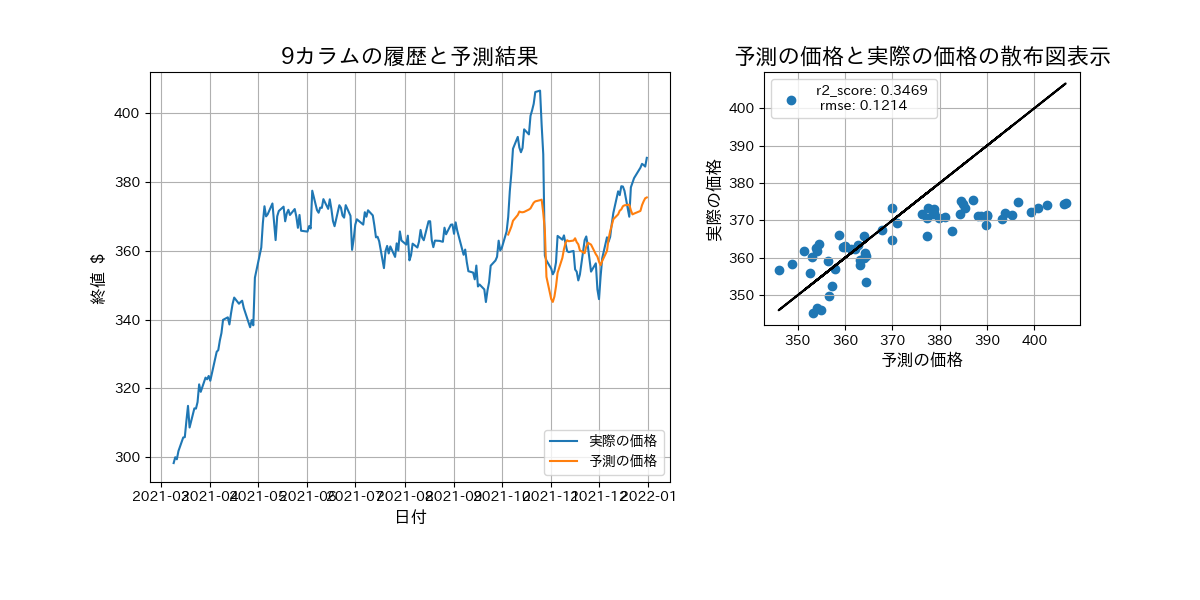 9カラムの履歴と予測結果
終値 $
400
380
360
340
320
300
2021-03
2021-04
2021-05
2021-06
2021-07
2021-08
2021-09
2021-10
2021-11
2021-12
2022-01
日付
実際の価格
予測の価格
予測の価格と実際の価格の散布図表示
r2_score: 0.3469
rmse: 0.1214
実際の価格
400
390
380
370
360
350
350
360
370
380
390
400
予測の価格